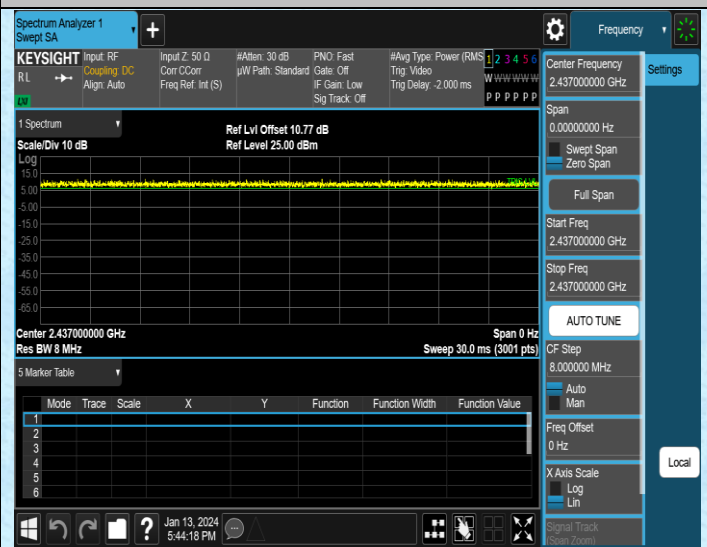 Spectrum Analyzer 1
Swept SA
+
Frequency
KEYSIGHT
RL
Input: RF
Coupling: DC
Align: Auto
Input Z: 50 Ω
Corr CCorr
Freq Ref: Int (S)
#Atten: 30 dB
µW Path: Standard
PNO: Fast
Gate: Off
IF Gain: Low
Sig Track: Off
#Avg Type: Power (RMS
Trig: Video
Trig Delay: -2.000 ms
1 2 3 4 5 6
W W W W W W
P P P P P P
1 Spectrum
Scale/Div 10 dB
Ref Lvl Offset 10.77 dB
Ref Level 25.00 dBm
Log
15.0
5.00
-5.00
-15.0
-25.0
-35.0
-45.0
-55.0
-65.0
Center 2.437000000 GHz
Res BW 8 MHz
Span 0 Hz
Sweep 30.0 ms (3001 pts)
5 Marker Table
Mode Trace Scale X Y Function Function Width Function Value
1
2
3
4
5
6
?
Jan 13, 2024
5:44:18 PM
Center Frequency
2.437000000 GHz
Span
0.00000000 Hz
Swept Span
Zero Span
Full Span
Start Freq
2.437000000 GHz
Stop Freq
2.437000000 GHz
AUTO TUNE
CF Step
8.000000 MHz
Auto
Man
Freq Offset
0 Hz
X Axis Scale
Log
Lin
Signal Track
(Span Zoom)
Settings
Local